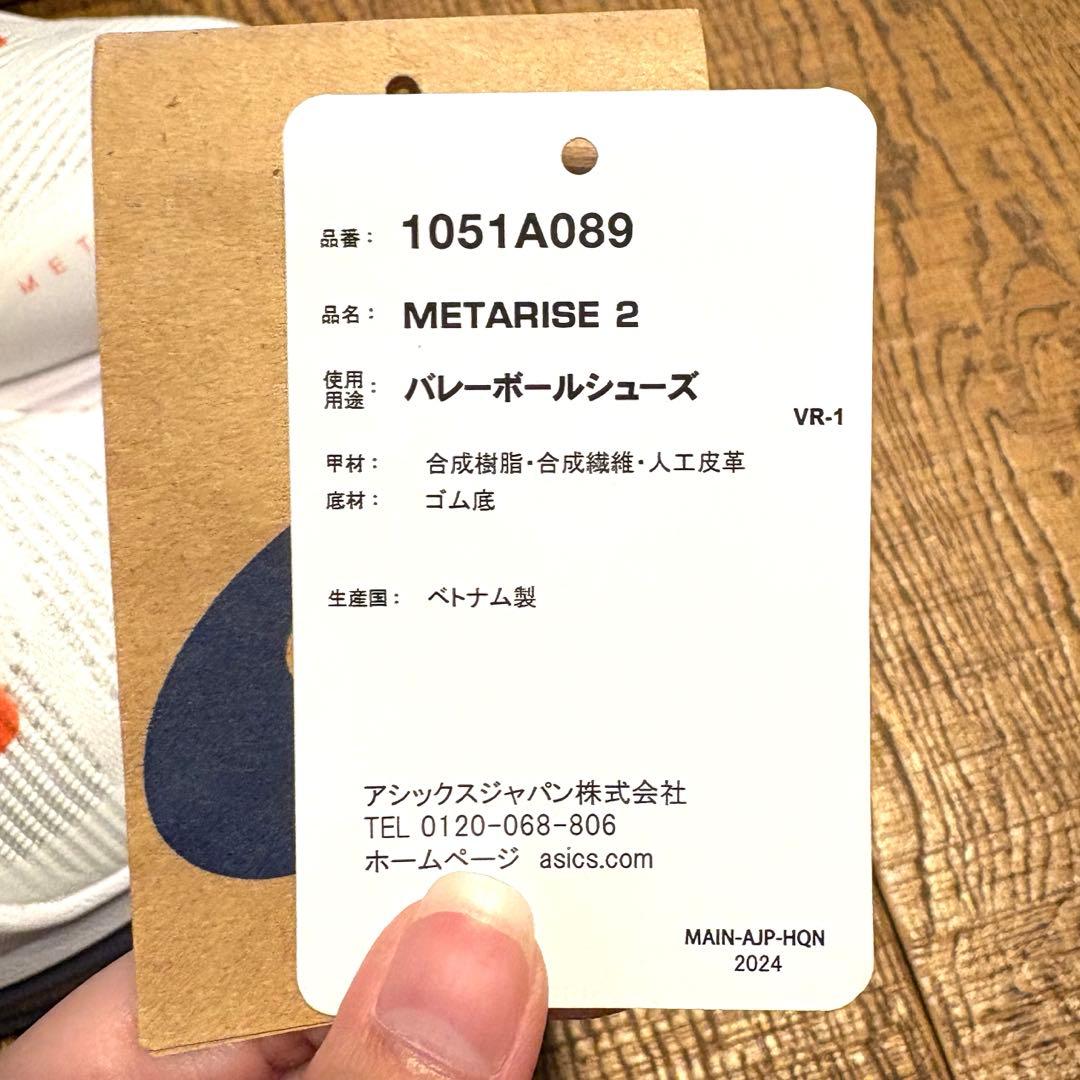 品番： 1051A089
品名： METARISE 2
使用用途： バレーボールシューズ
VR-1
甲材： 合成樹脂・合成繊維・人工皮革
底材： ゴム底
生産国： ベトナム製
アシックスジャパン株式会社
TEL 0120-068-806
ホームページ asics.com
MAIN-AJP-HQN
2024
MET